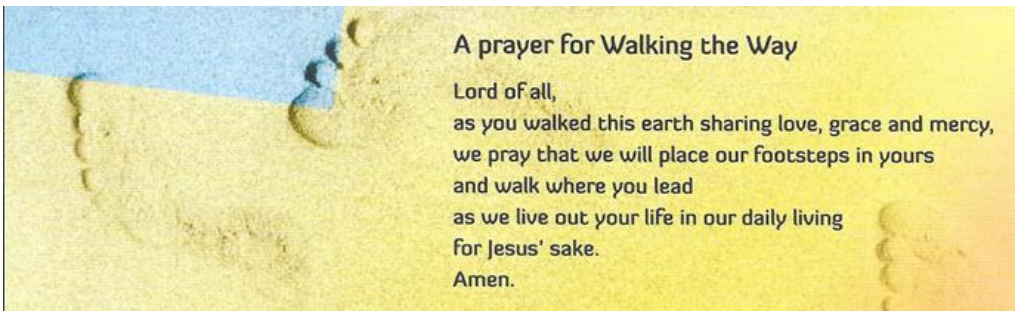 A prayer for Walking the Way
Lord of all,
as you walked this earth sharing love, grace and mercy,
we pray that we will place our footsteps in yours
and walk where you lead
as we live out your life in our daily living
for Jesus' sake.
Amen.